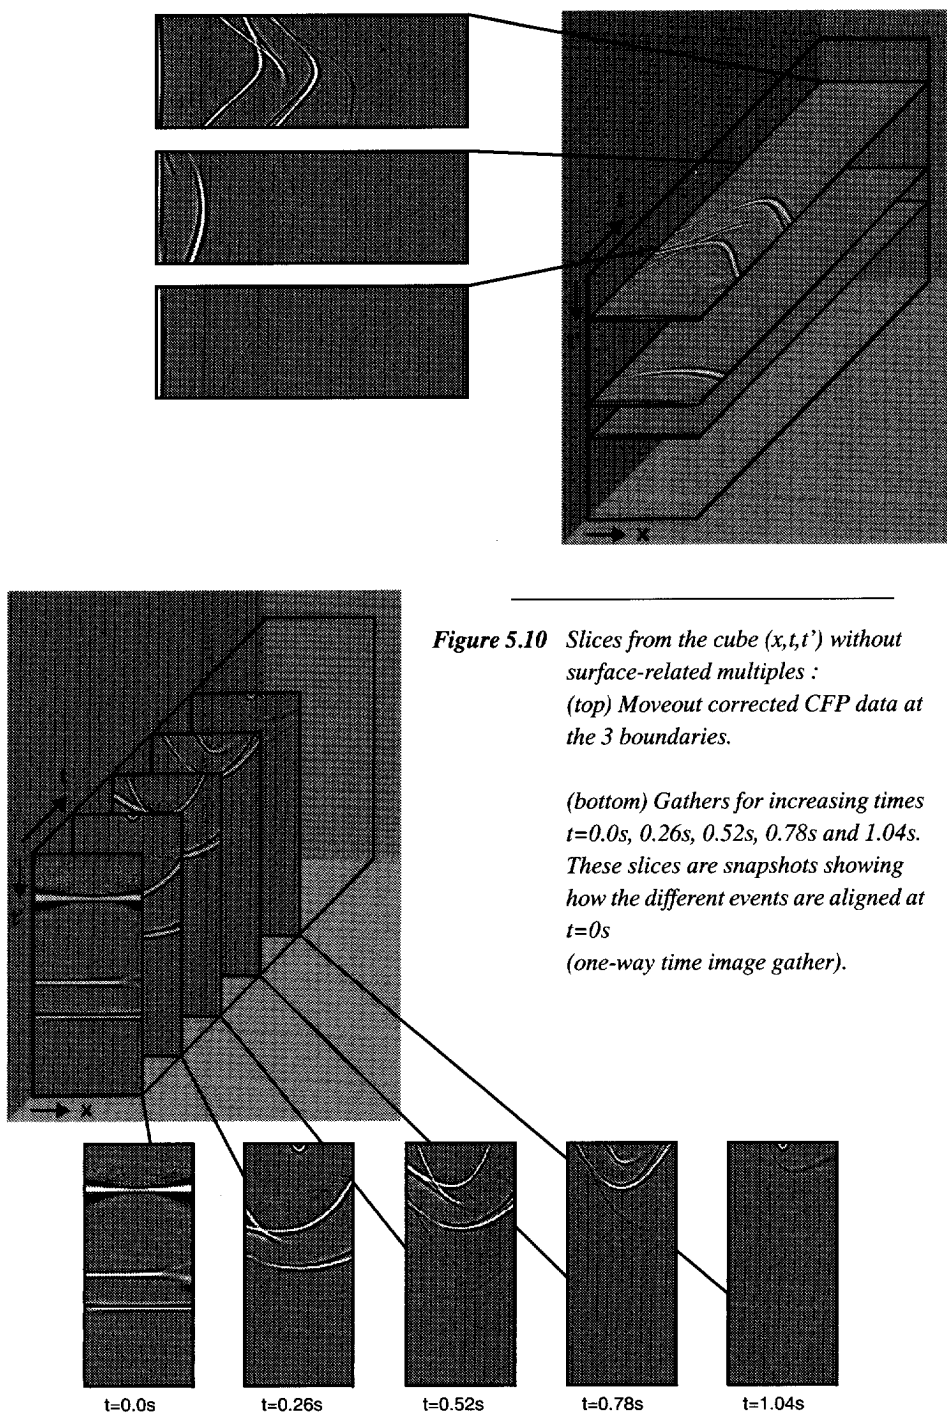 x
Figure 5.10 Slices from the cube (x,t,t') without
surface-related multiples :
(top) Moveout corrected CFP data at
the 3 boundaries.
(bottom) Gathers for increasing times
t=0.0s, 0.26s, 0.52s, 0.78s and 1.04s.
These slices are snapshots showing
how the different events are aligned at
t=0s
(one-way time image gather).
t
x
t=0.0s
t=0.26s
t=0.52s
t=0.78s
t=1.04s